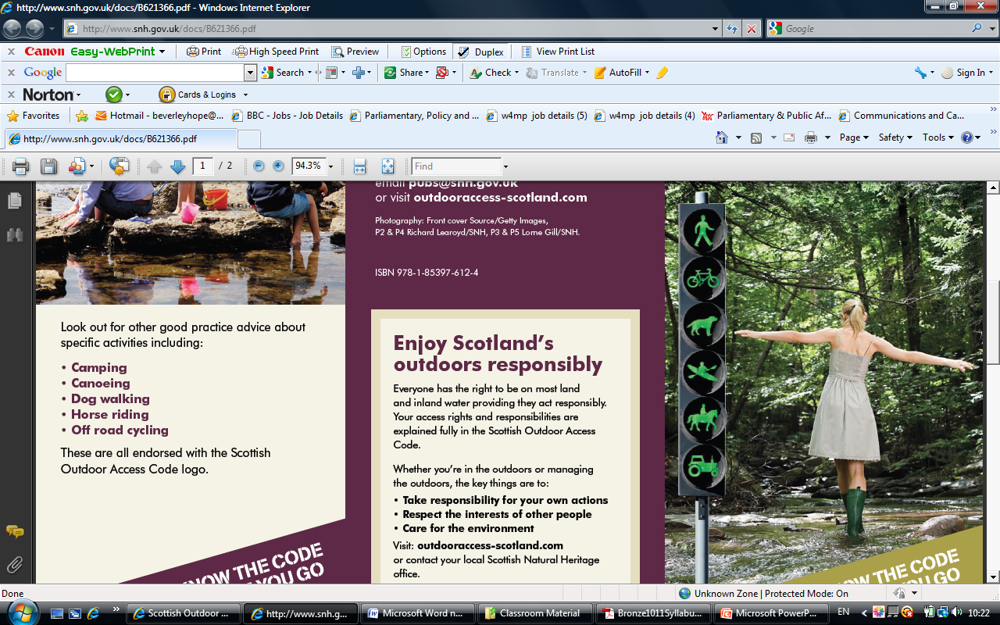 http://www.snh.gov.uk/docs/B621366.pdf - Windows Internet Explorer
http://www.snh.gov.uk/docs/B621366.pdf
Google
Canon Easy-WebPrint Print High Speed Print Preview Options Duplex View Print List
Google Search Share Check Translate AutoFill Sign In
Norton Cards & Logins
Favorites Hotmail - beverleyhope@... BBC - Jobs - Job Details Parliamentary, Policy and ... w4mp job details (5) w4mp job details (4) Parliamentary & Public Af... Communications and Ca...
http://www.snh.gov.uk/docs/B621366.pdf Page Safety Tools
1 / 2 94.3% Find
Look out for other good practice advice about
specific activities including:
• Camping
• Canoeing
• Dog walking
• Horse riding
• Off road cycling
These are all endorsed with the Scottish
Outdoor Access Code logo.
NOW THE CODE
YOU GO
email pubs@snh.gov.uk
or visit outdooraccess-scotland.com
Photography: Front cover Source/Getty Images,
P2 & P4 Richard Learoyd/SNH, P3 & P5 Lorne Gill/SNH.
ISBN 978-1-85397-612-4
Enjoy Scotland's
outdoors responsibly
Everyone has the right to be on most land
and inland water providing they act responsibly.
Your access rights and responsibilities are
explained fully in the Scottish Outdoor Access
Code.
Whether you're in the outdoors or managing
the outdoors, the key things are to:
• Take responsibility for your own actions
• Respect the interests of other people
• Care for the environment
Visit: outdooraccess-scotland.com
or contact your local Scottish Natural Heritage
office.
OW THE CODE
YOU GO
Done Unknown Zone | Protected Mode: On
Scottish Outdoor ... http://www.snh.g... Microsoft Word n... Classroom Material Bronze1011Syllabu... Microsoft PowerP... EN 10:22